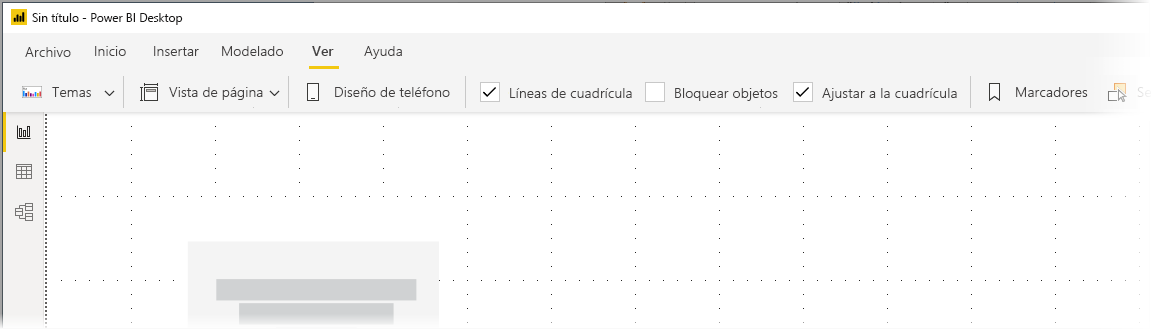 Sin título - Power BI Desktop
Archivo Inicio Insertar Modelado Ver Ayuda
Temas Vista de página Diseño de teléfono Líneas de cuadrícula Bloquear objetos Ajustar a la cuadrícula Marcadores